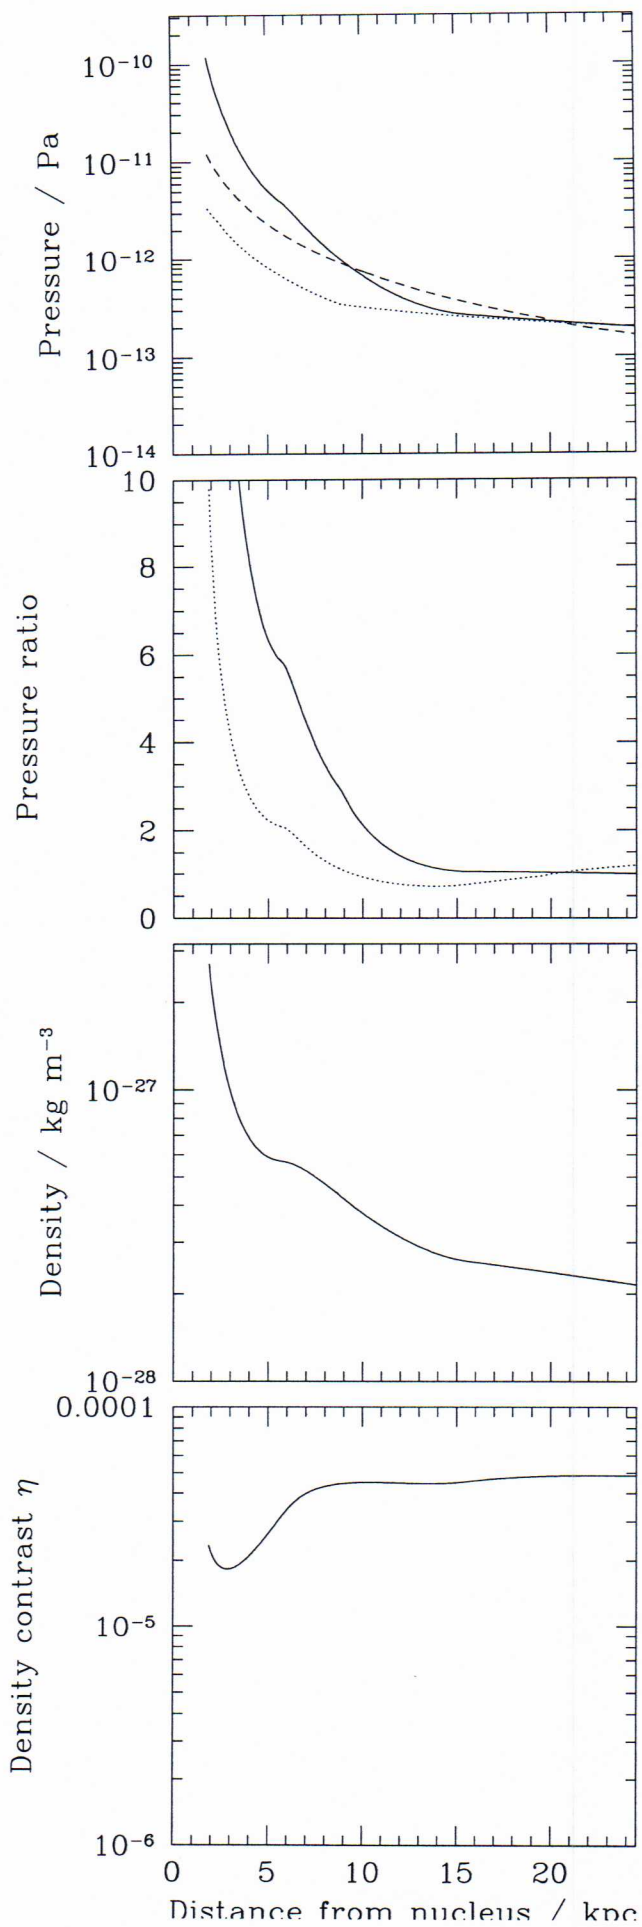 Pressure / Pa
10⁻¹⁰
10⁻¹¹
10⁻¹²
10⁻¹³
10⁻¹⁴
Pressure ratio
10
8
6
4
2
0
Density / kg m⁻³
10⁻²⁷
10⁻²⁸
Density contrast η
0.0001
10⁻⁵
10⁻⁶
0 5 10 15 20
Distance from nucleus / kpc